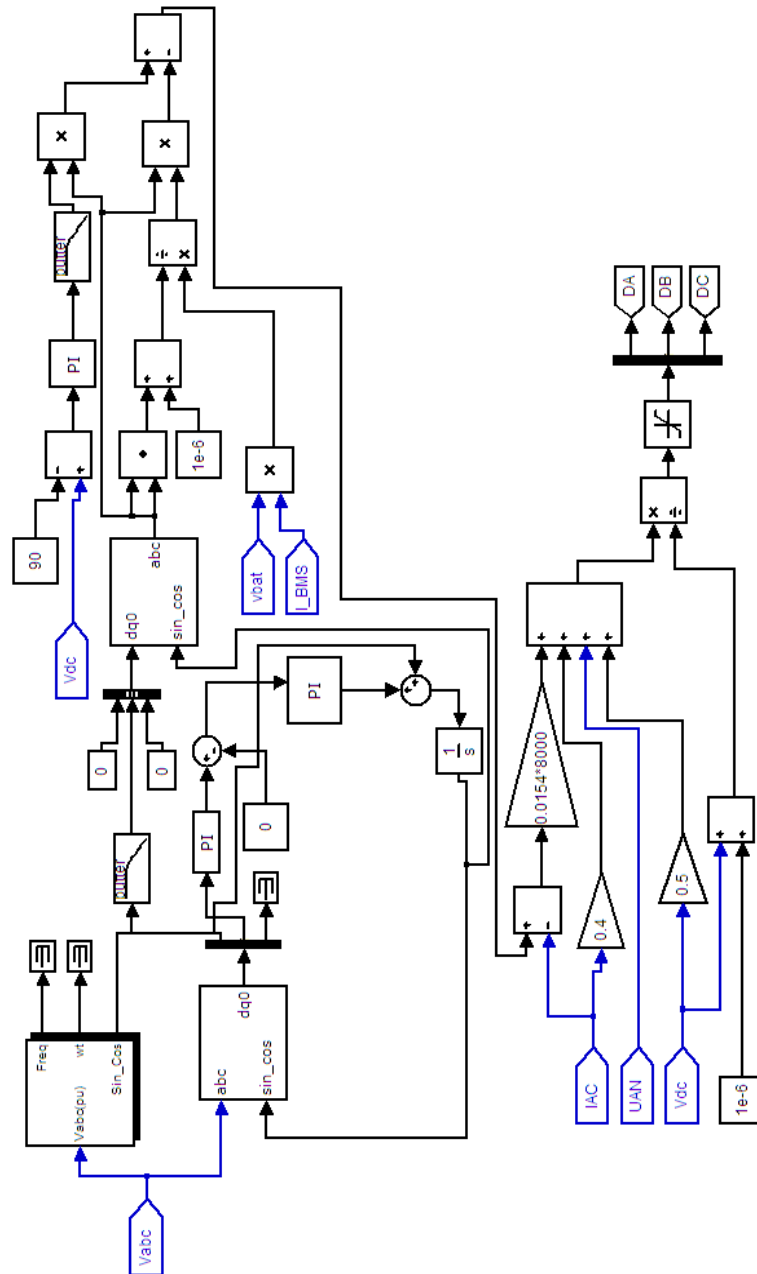 Vabc
Vabc(pu)
Freq
wt
Sin_Cos
abc
sin_cos
dq0
putter
0
0
PI
0
PI
1
s
Vdc
90
dq0
sin_cos
abc
PI
putter
1e-6
vbat
I_BMS
IAC
UAN
Vdc
1e-6
0.4
0.5
0.0154*8000
DA
DB
DC